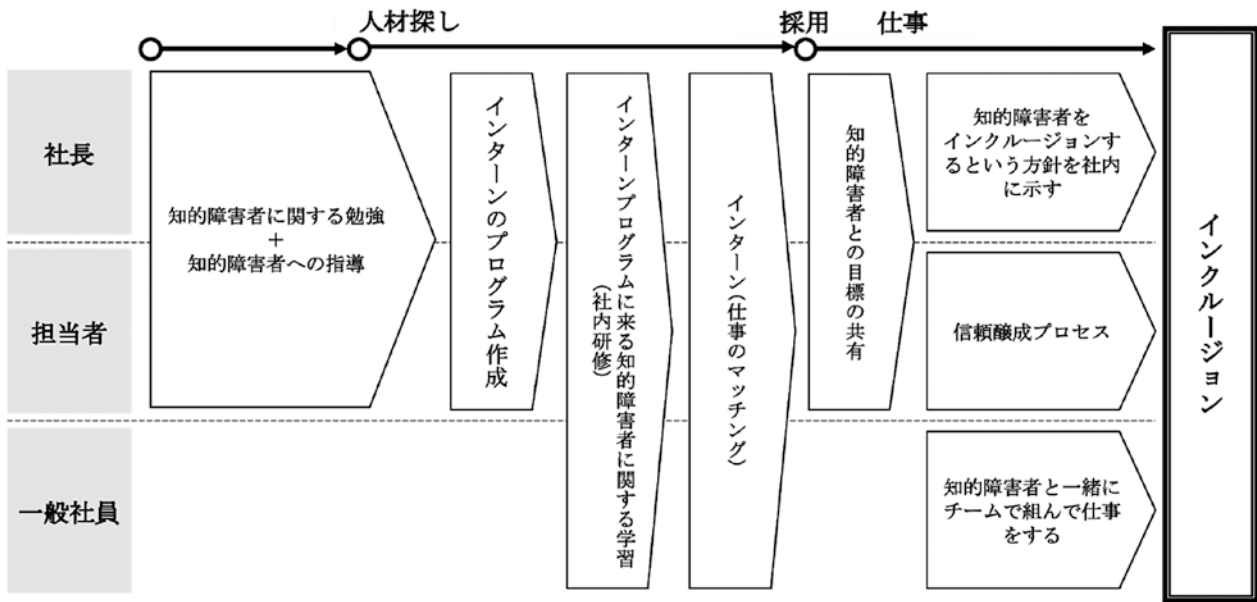 人材探し
採用
仕事
社長
担当者
一般社員
知的障害者に関する勉強
+
知的障害者への指導
インターンのプログラム作成
インターンプログラムに来る知的障害者に関する学習
(社内研修)
インターン(仕事のマッチング)
知的障害者との目標の共有
知的障害者を
インクルージョンす
るという方針を社内
に示す
信頼醸成プロセス
知的障害者と一緒に
チームで組んで仕事
をする
インクルージョン